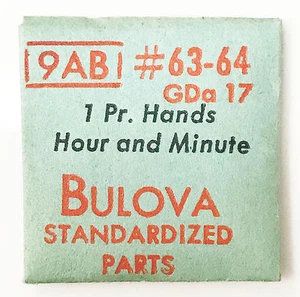 9AB #63-64
GDa 17
1 Pr. Hands
Hour and Minute
BULOVA
STANDARDIZED
PARTS